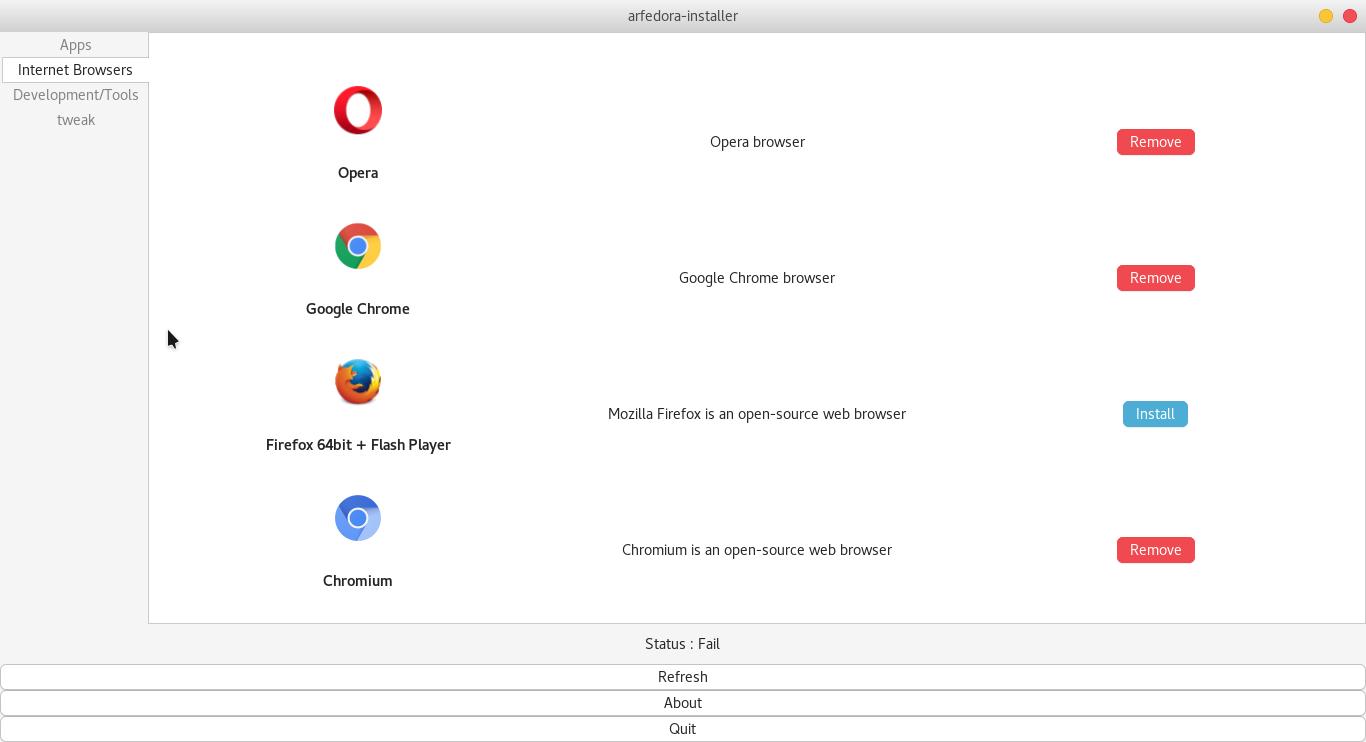 arfedora-installer
Apps
Internet Browsers
Development/Tools
tweak
Opera
Opera browser
Remove
Google Chrome
Google Chrome browser
Remove
Firefox 64bit + Flash Player
Mozilla Firefox is an open-source web browser
Install
Chromium
Chromium is an open-source web browser
Remove
Status : Fail
Refresh
About
Quit